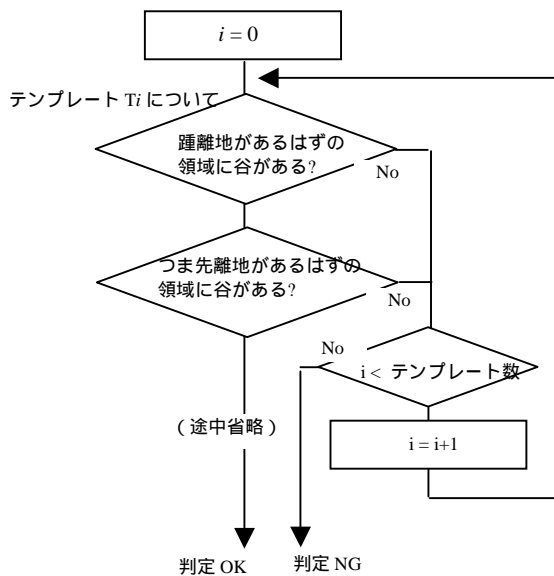 i = 0
テンプレート Ti について
踵離地があるはずの
領域に谷がある?
No
つま先離地があるはずの
領域に谷がある?
No
No
i < テンプレート数
(途中省略)
i = i+1
判定 OK
判定 NG